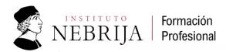 INSTITUTO
NEBRIJA
Formación
Profesional